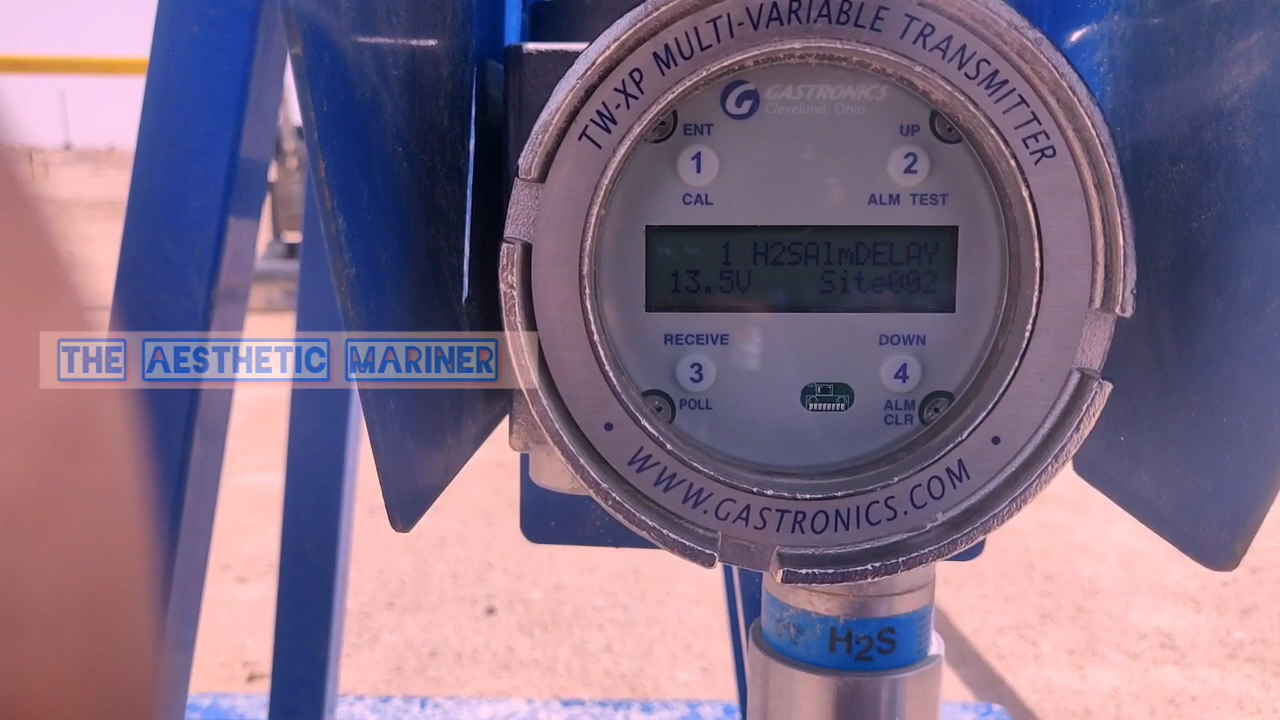 TW-XP MULTI-VARIABLE TRANSMITTER
GASTRONICS
Cleveland, Ohio
ENT
UP
1
2
CAL
ALM TEST
1 H2SAlmDELAY
13.5V Site002
THE AESTHETIC MARINER
RECEIVE
DOWN
3
4
POLL
ALM
CLR
WWW.GASTRONICS.COM
H2S